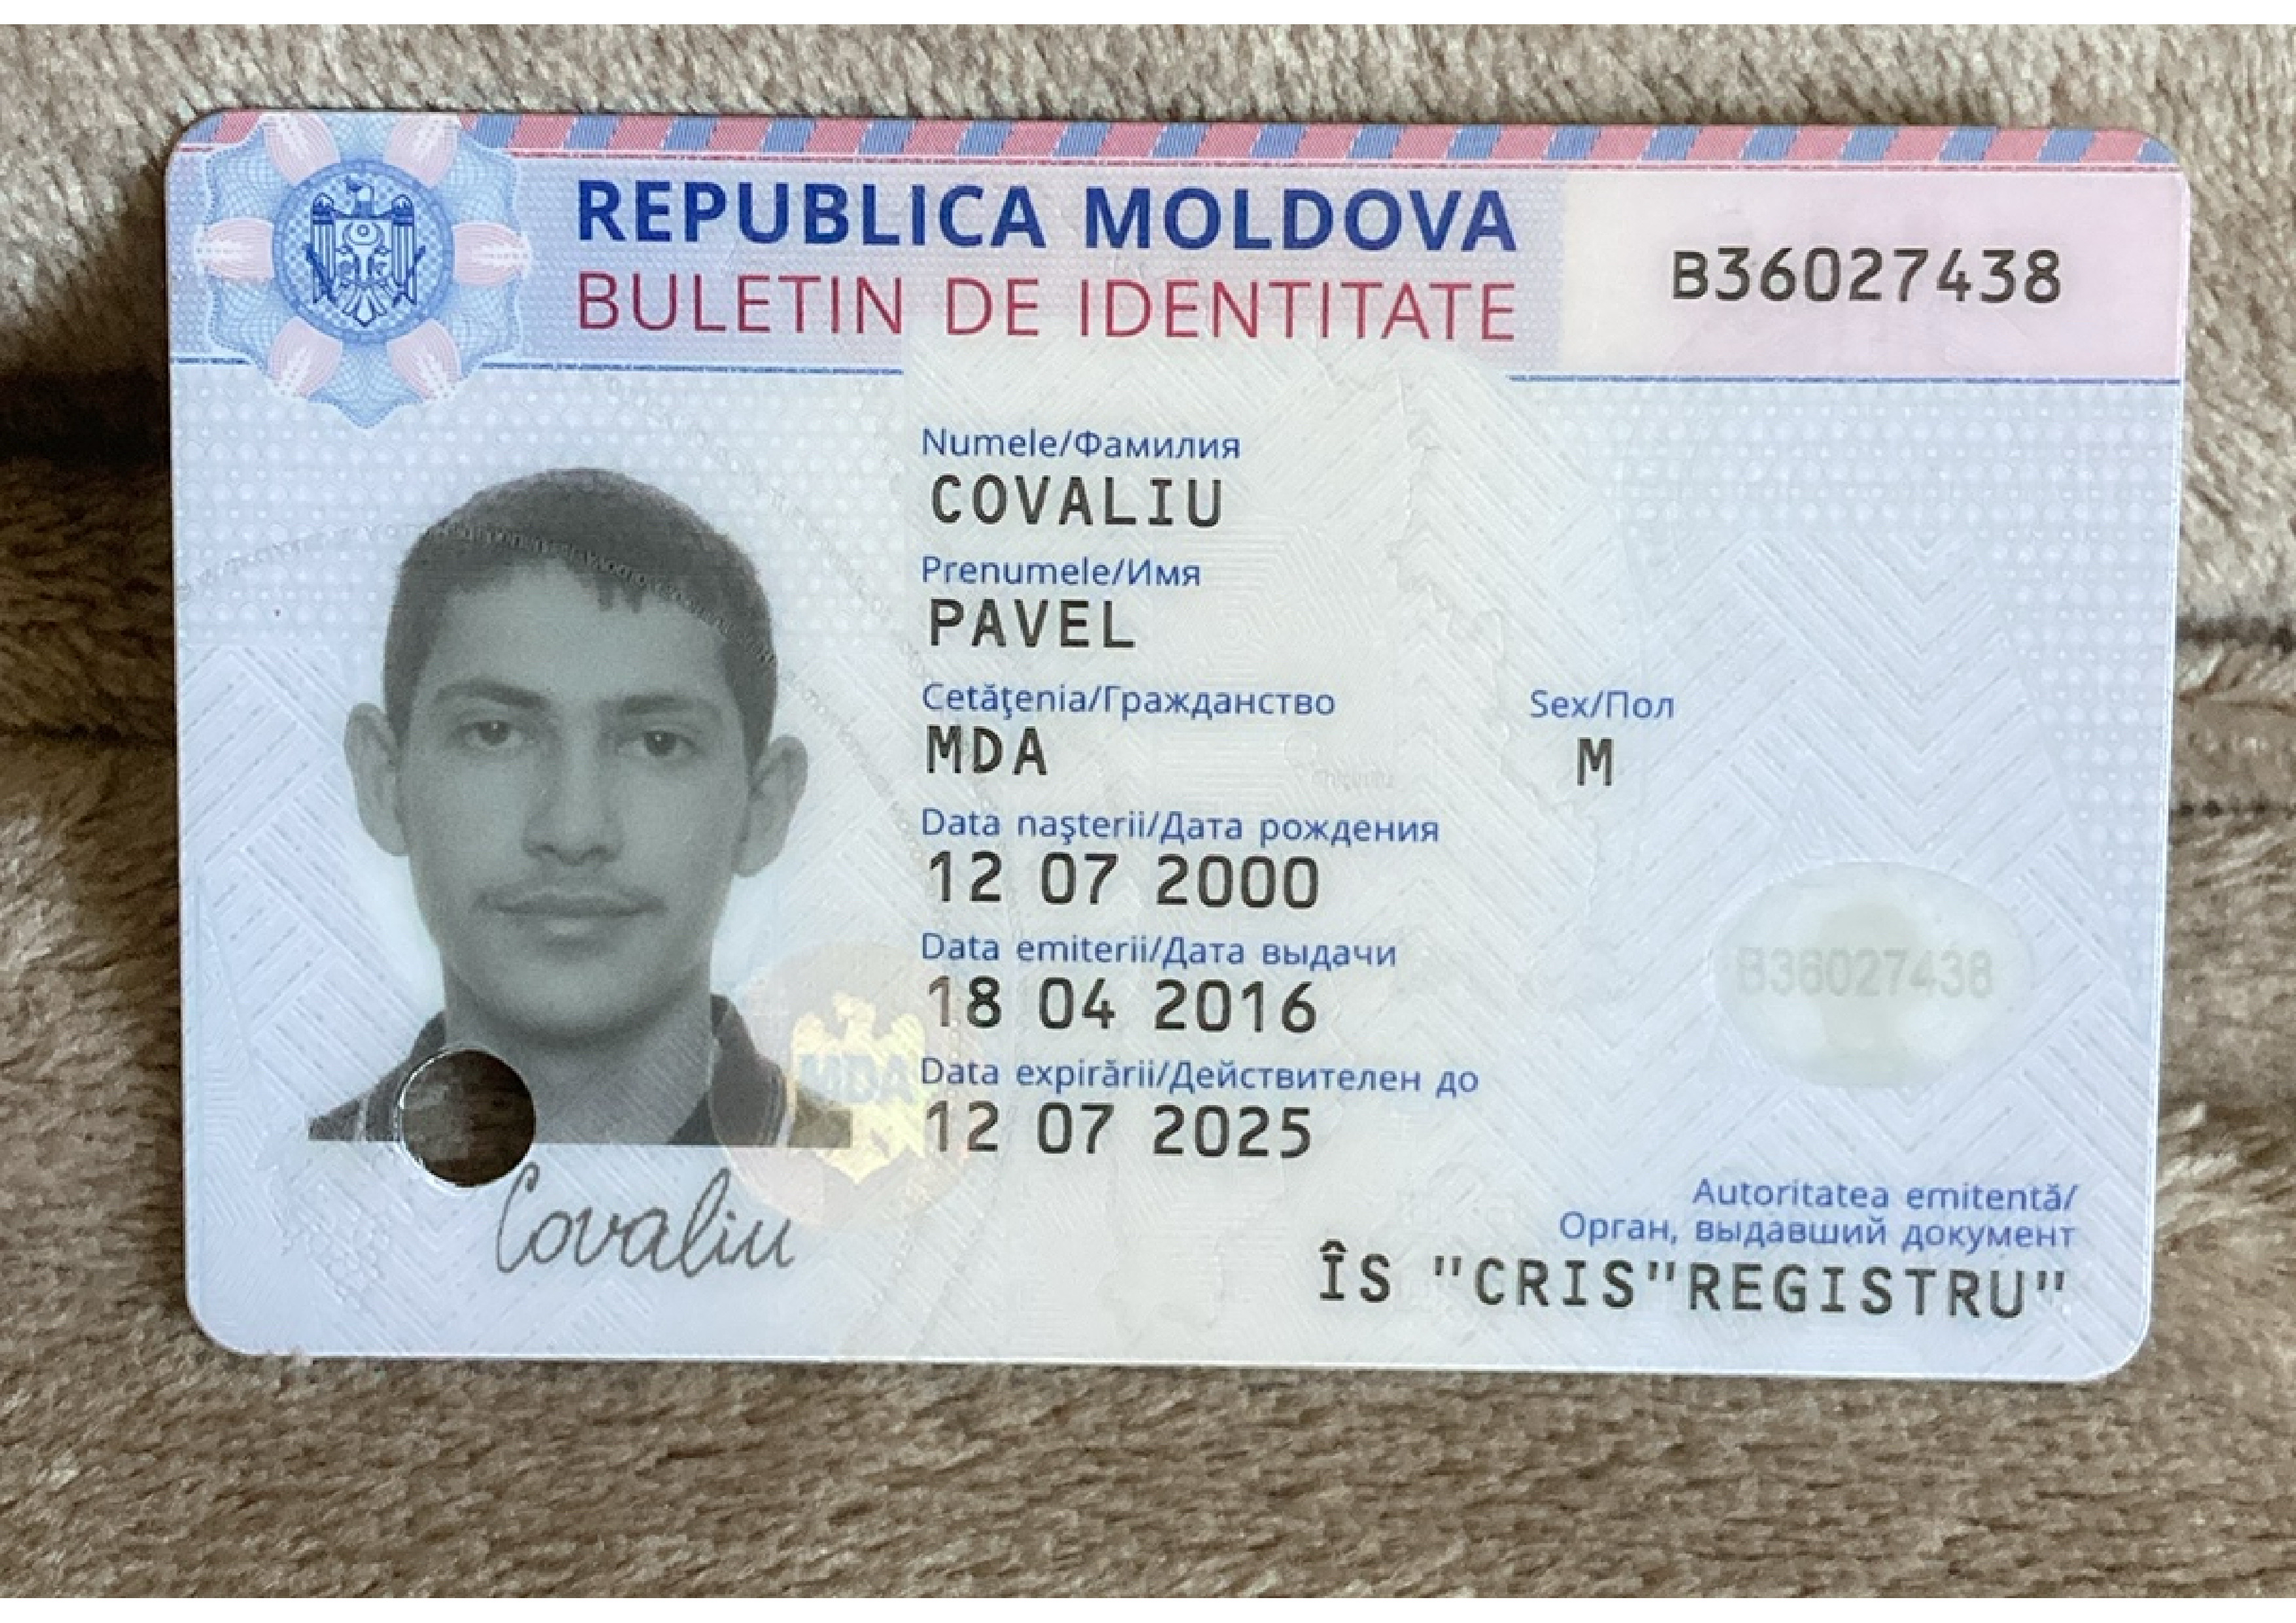 REPUBLICA MOLDOVA
BULETIN DE IDENTITATE
B36027438
Numele/Фамилия
COVALIU
Prenumele/Имя
PAVEL
Cetăţenia/Гражданство
MDA
Sex/Пол
M
Data naşterii/Дата рождения
12 07 2000
Data emiterii/Дата выдачи
18 04 2016
Data expirării/Действителен до
12 07 2025
MDA
B36027438
Covaliu
Autoritatea emitentă/
Орган, выдавший документ
ÎS "CRIS"REGISTRU"